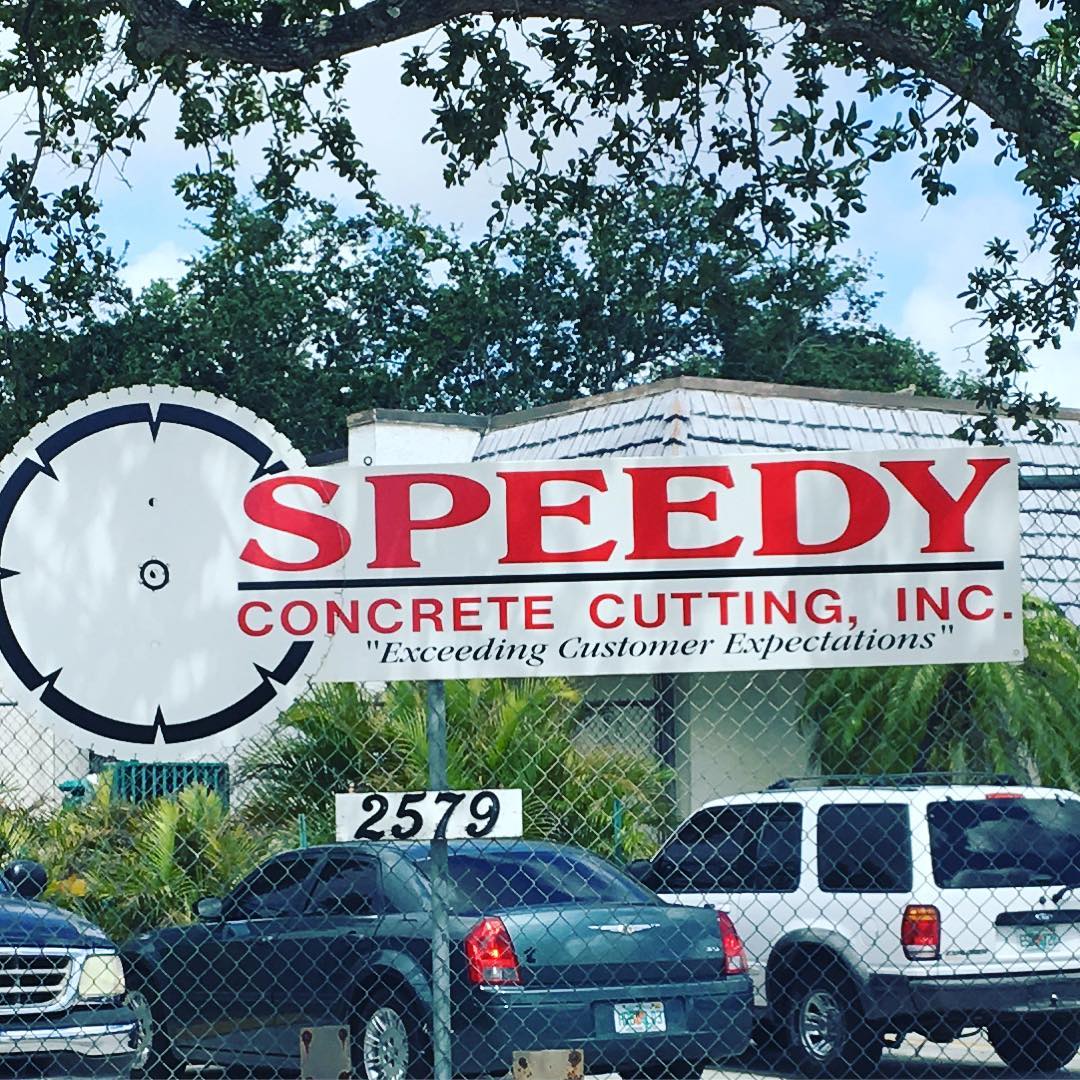 SPEEDY
CONCRETE CUTTING, INC.
"Exceeding Customer Expectations"
2579